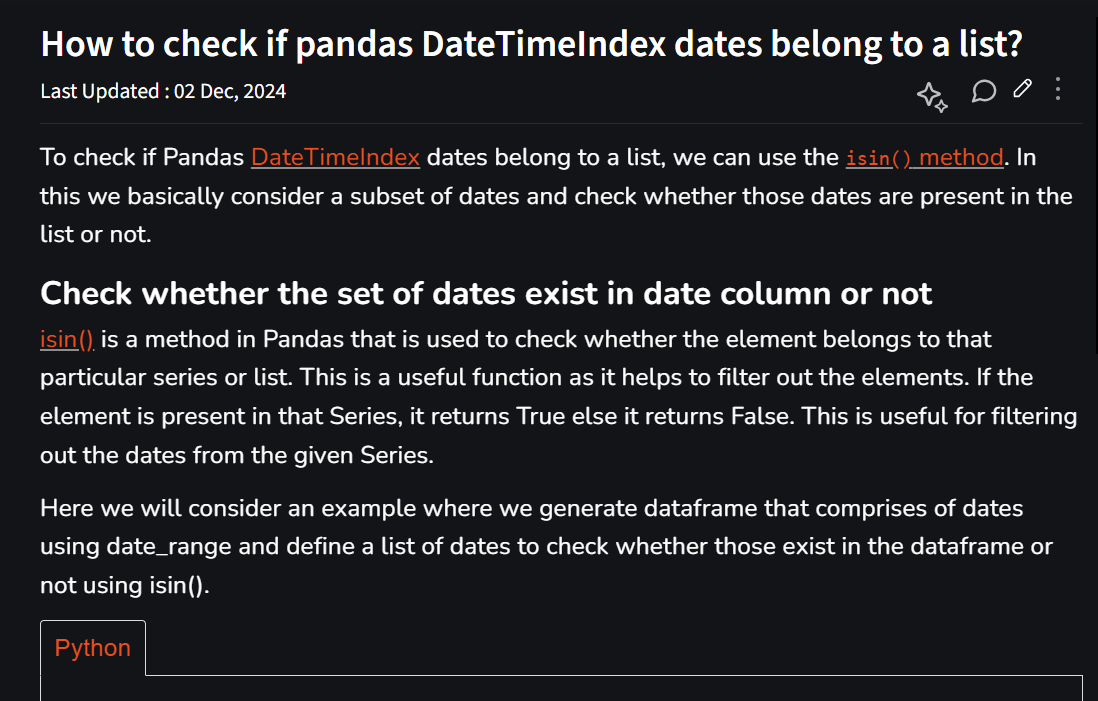 How to check if pandas DateTimeIndex dates belong to a list?
Last Updated : 02 Dec, 2024
To check if Pandas DateTimeIndex dates belong to a list, we can use the isin() method. In
this we basically consider a subset of dates and check whether those dates are present in the
list or not.
Check whether the set of dates exist in date column or not
isin() is a method in Pandas that is used to check whether the element belongs to that
particular series or list. This is a useful function as it helps to filter out the elements. If the
element is present in that Series, it returns True else it returns False. This is useful for filtering
out the dates from the given Series.
Here we will consider an example where we generate dataframe that comprises of dates
using date_range and define a list of dates to check whether those exist in the dataframe or
not using isin().
Python